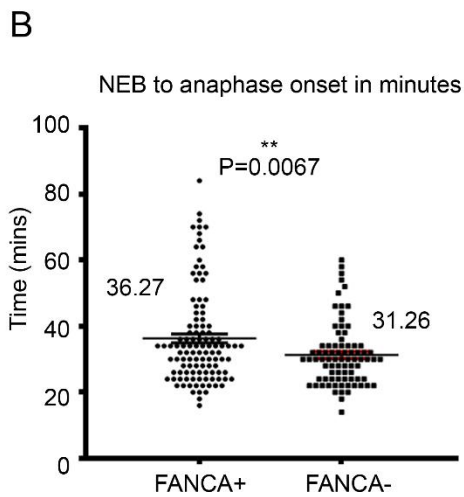 B
NEB to anaphase onset in minutes
100
**
P=0.0067
80
60
36.27
31.26
40
20
0
Time (mins)
FANCA+
FANCA-